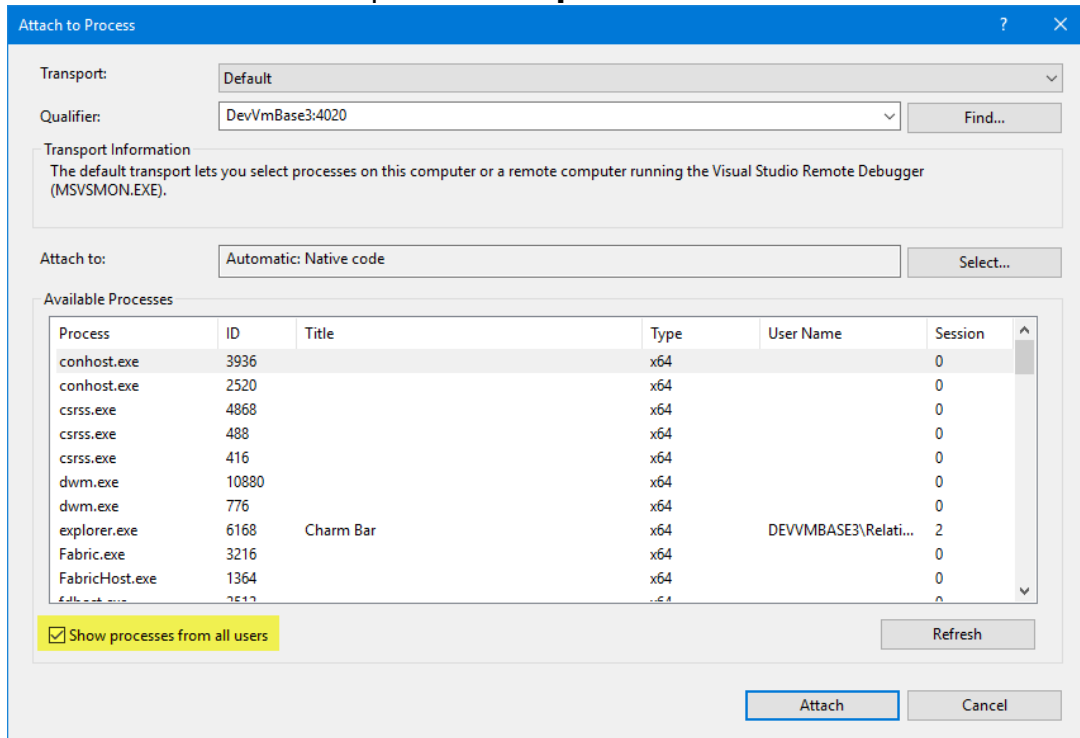 Attach to Process
Transport:
Default
Qualifier:
DevVmBase3:4020
Find...
Transport Information
The default transport lets you select processes on this computer or a remote computer running the Visual Studio Remote Debugger
(MSVSMON.EXE).
Attach to:
Automatic: Native code
Select...
Available Processes
Process ID Title Type User Name Session
conhost.exe 3936 x64 0
conhost.exe 2520 x64 0
csrss.exe 4868 x64 0
csrss.exe 488 x64 0
csrss.exe 416 x64 0
dwm.exe 10880 x64 0
dwm.exe 776 x64 0
explorer.exe 6168 Charm Bar x64 DEVVMBASE3\Relati... 2
Fabric.exe 3216 x64 0
FabricHost.exe 1364 x64 0
Show processes from all users
Refresh
Attach
Cancel